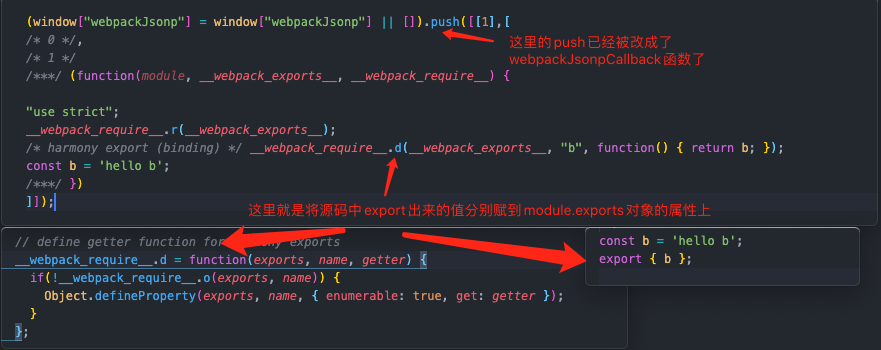 (window["webpackJsonp"] = window["webpackJsonp"] || []).push([[1],[
/* 0 */,
/* 1 */
/***/ (function(module, __webpack_exports__, __webpack_require__) {
这里的push已经被改成了
webpackJsonpCallback函数了
"use strict";
__webpack_require__.r(__webpack_exports__);
/* harmony export (binding) */ __webpack_require__.d(__webpack_exports__, "b", function() { return b; });
const b = 'hello b';
/***/ })
]]);
这里就是将源码中export出来的值分别赋到module.exports对象的属性上
// define getter function for harmony exports
__webpack_require__.d = function(exports, name, getter) {
if(!__webpack_require__.o(exports, name)) {
Object.defineProperty(exports, name, { enumerable: true, get: getter });
}
};
const b = 'hello b';
export { b };